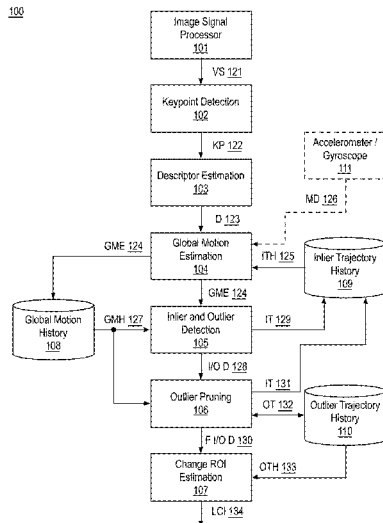 100
Image Signal
Processor
101
VS 121
Keypoint Detection
102
KP 122
Accelerometer /
Gyroscope
111
Descriptor Estimation
103
MD 126
D 123
GME 124
Global Motion
Estimation
104
ITH 125
Inlier Trajectory
History
109
GME 124
Global Motion
History
108
GMH 127
Inlier and Outlier
Detection
105
IT 129
I/O D 128
IT 131
Outlier Pruning
106
OT 132
Outlier Trajectory
History
110
F I/O D 130
Change ROI
Estimation
107
OTH 133
LCI 134